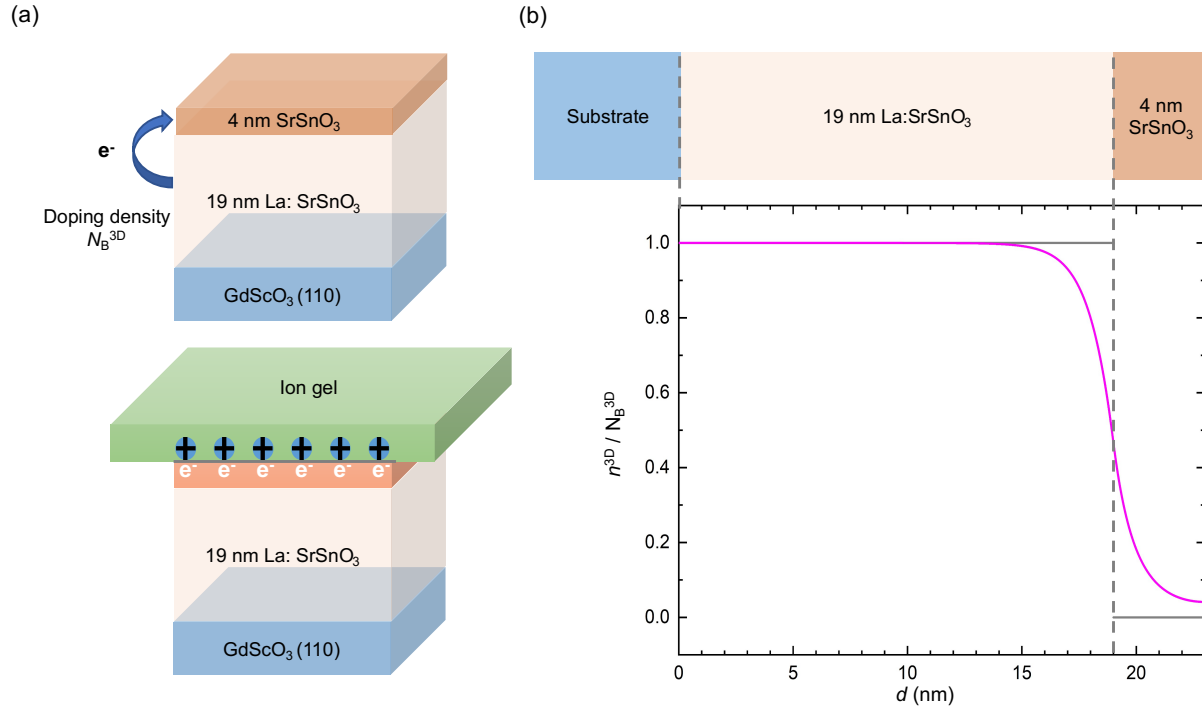 (a)
4 nm SrSnO₃
e⁻
19 nm La: SrSnO₃
Doping density
N_B³ᴰ
GdScO₃ (110)
Ion gel
+ + + + + +
e⁻ e⁻ e⁻ e⁻ e⁻ e⁻
19 nm La: SrSnO₃
GdScO₃ (110)
(b)
Substrate
19 nm La:SrSnO₃
4 nm
SrSnO₃
1.0
0.8
0.6
0.4
0.2
0.0
n³ᴰ / N_B³ᴰ
0 5 10 15 20
d (nm)